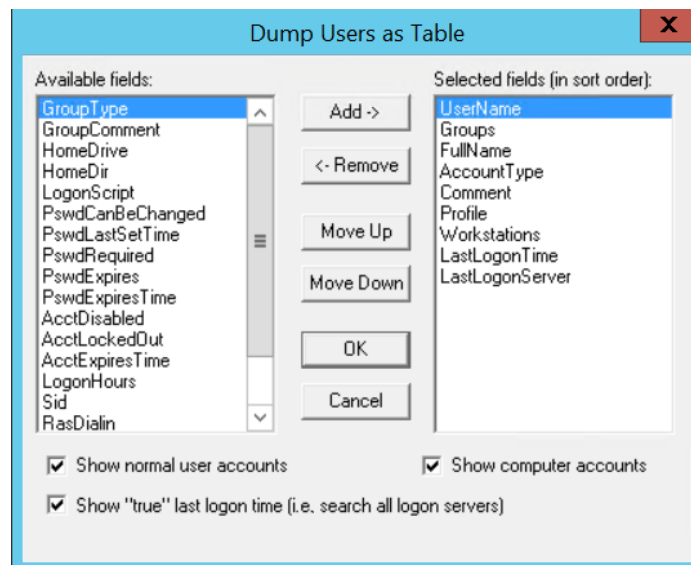 Dump Users as Table
X
Available fields:
GroupType
GroupComment
HomeDrive
HomeDir
LogonScript
PswdCanBeChanged
PswdLastSetTime
PswdRequired
PswdExpires
PswdExpiresTime
AcctDisabled
AcctLockedOut
AcctExpiresTime
LogonHours
Sid
RasDialin
Add ->
<- Remove
Move Up
Move Down
OK
Cancel
Selected fields (in sort order):
UserName
Groups
FullName
AccountType
Comment
Profile
Workstations
LastLogonTime
LastLogonServer
Show normal user accounts
Show computer accounts
Show "true" last logon time (i.e. search all logon servers)